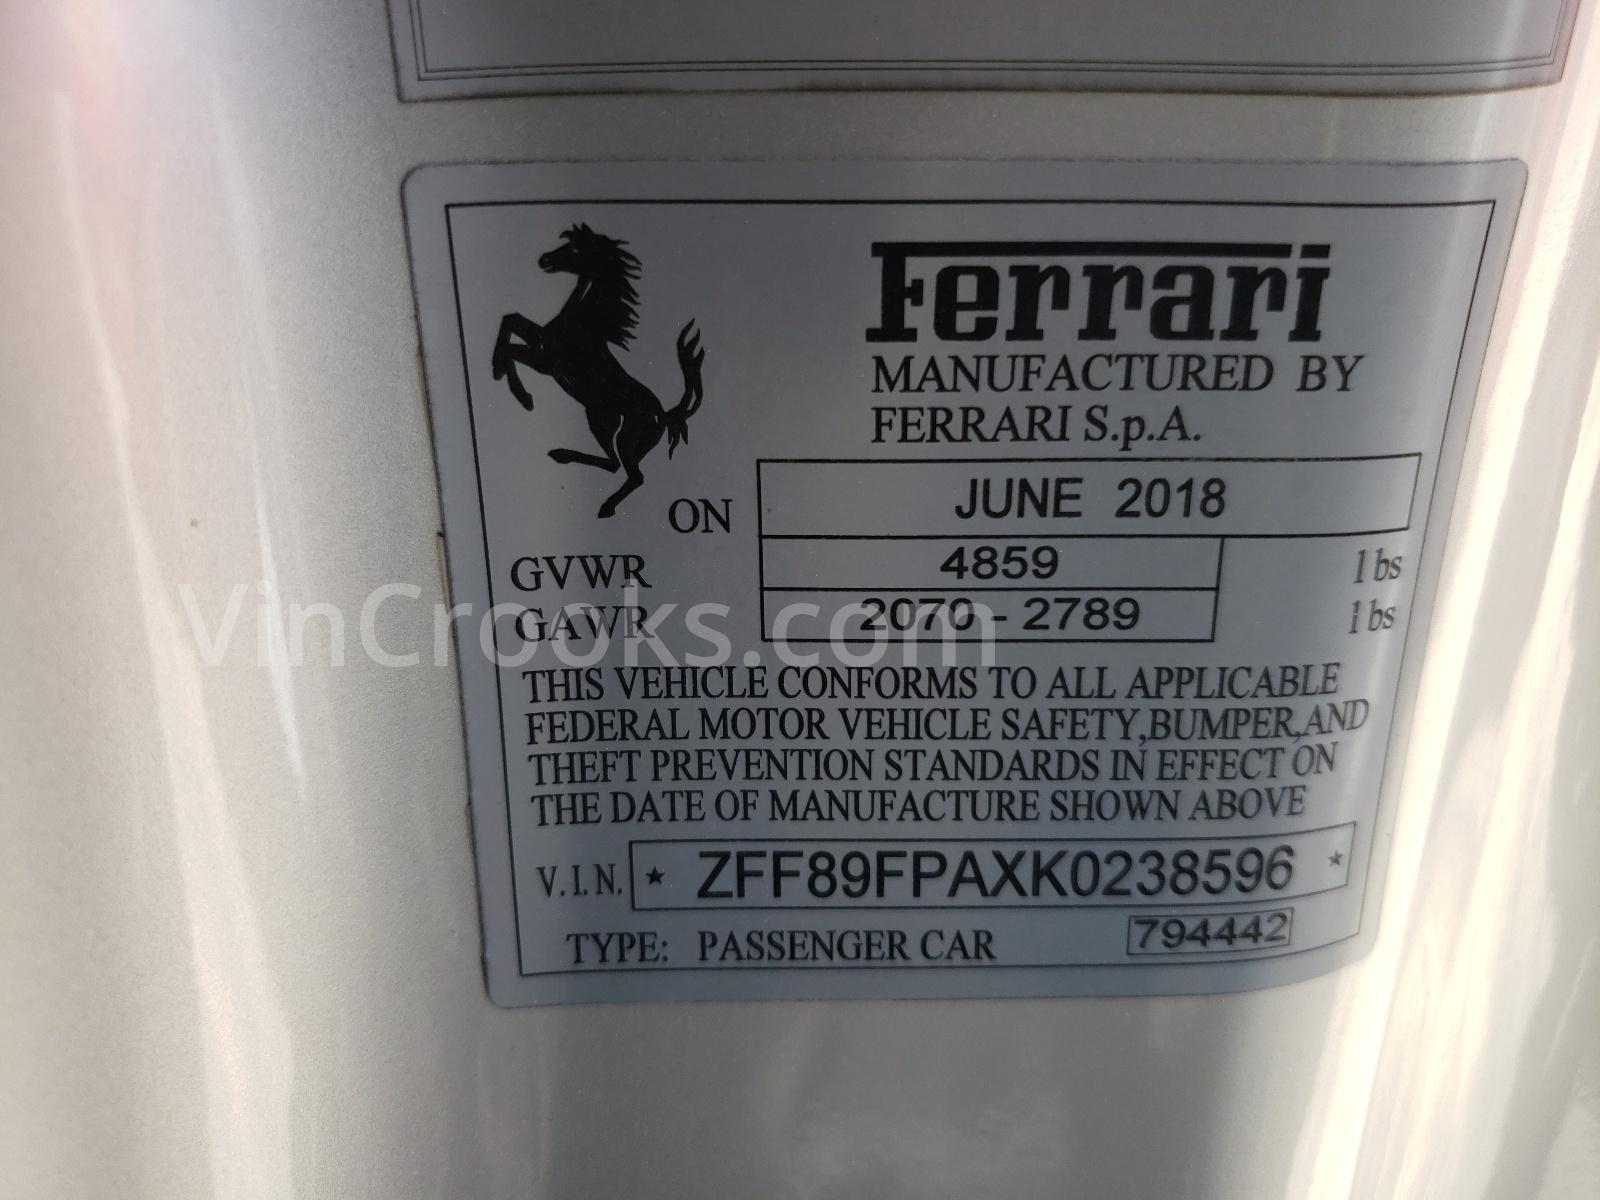 Ferrari
MANUFACTURED BY
FERRARI S.p.A.
ON JUNE 2018
GVWR 4859 lbs
GAWR 2070 - 2789 lbs
VinCrooks.com
THIS VEHICLE CONFORMS TO ALL APPLICABLE
FEDERAL MOTOR VEHICLE SAFETY,BUMPER,AND
THEFT PREVENTION STANDARDS IN EFFECT ON
THE DATE OF MANUFACTURE SHOWN ABOVE
V.I.N. ★ ZFF89FPAXK0238596 ★
TYPE: PASSENGER CAR 794442